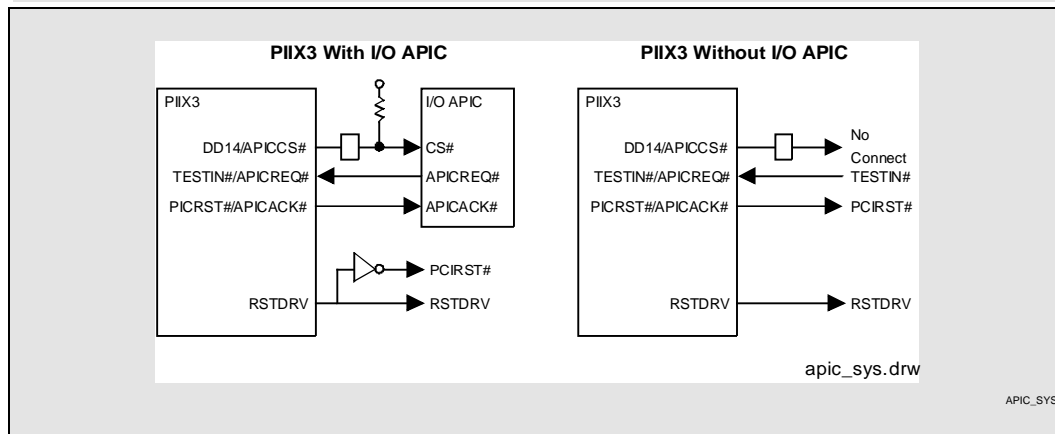 PIIX3 With I/O APIC
PIIX3
DD14/APICCS#
TESTIN#/APICREQ#
PICRST#/APICACK#
RSTDRV
I/O APIC
CS#
APICREQ#
APICACK#
PCIRST#
RSTDRV
PIIX3 Without I/O APIC
PIIX3
DD14/APICCS#
TESTIN#/APICREQ#
PICRST#/APICACK#
RSTDRV
No
Connect
TESTIN#
PCIRST#
RSTDRV
apic_sys.drw
APIC_SYS